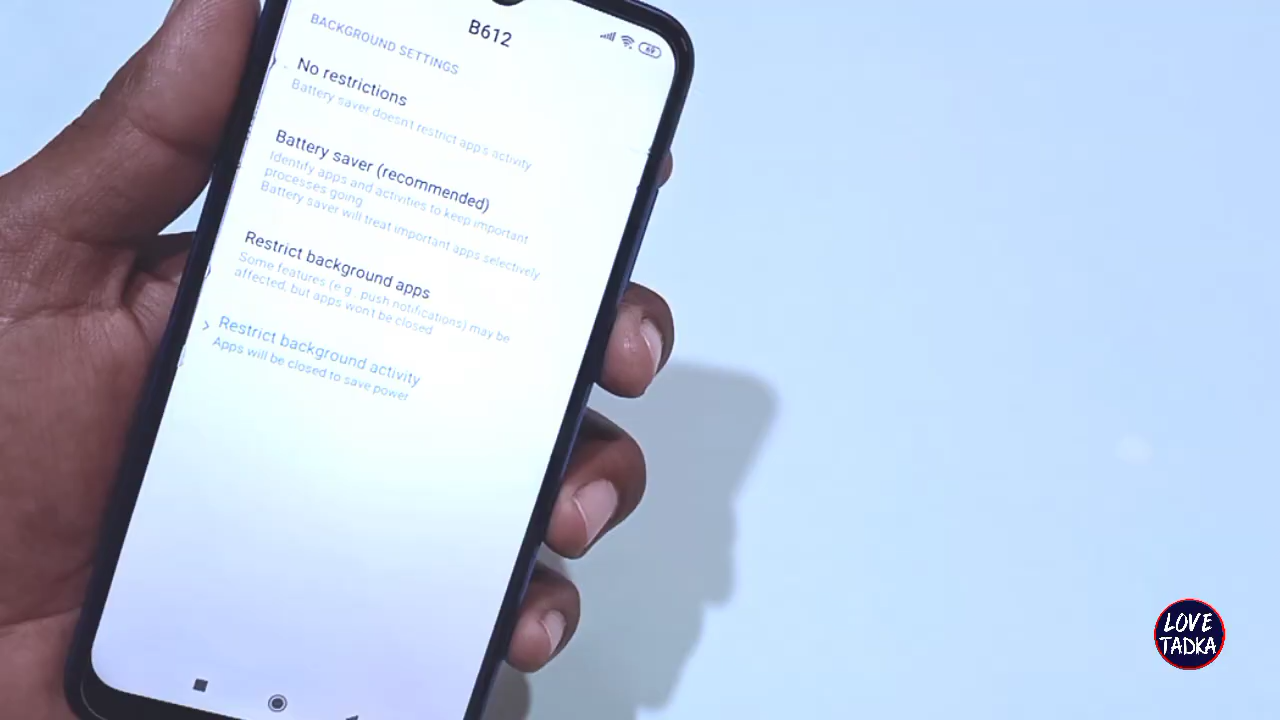 B612
69
BACKGROUND SETTINGS
No restrictions
Battery saver doesn't restrict app's activity
Battery saver (recommended)
Identify apps and activities to keep important
processes going
Battery saver will treat important apps selectively
Restrict background apps
Some features (e.g., push notifications) may be
affected, but apps won't be closed
Restrict background activity
Apps will be closed to save power
LOVE
TADKA